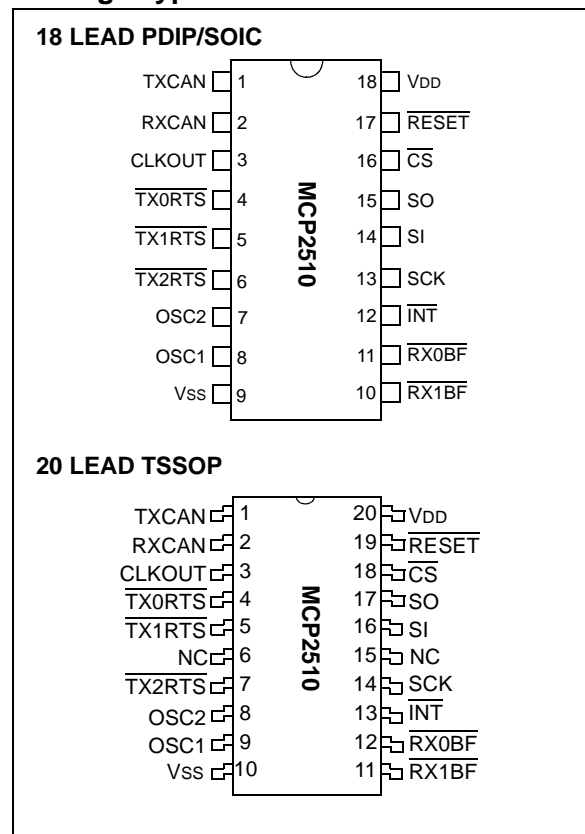 18 LEAD PDIP/SOIC
TXCAN 1 18 VDD
RXCAN 2 17 RESET
CLKOUT 3 16 CS
TX0RTS 4 15 SO
TX1RTS 5 14 SI
TX2RTS 6 13 SCK
OSC2 7 12 INT
OSC1 8 11 RX0BF
VSS 9 10 RX1BF
MCP2510
20 LEAD TSSOP
TXCAN 1 20 VDD
RXCAN 2 19 RESET
CLKOUT 3 18 CS
TX0RTS 4 17 SO
TX1RTS 5 16 SI
NC 6 15 NC
TX2RTS 7 14 SCK
OSC2 8 13 INT
OSC1 9 12 RX0BF
VSS 10 11 RX1BF
MCP2510